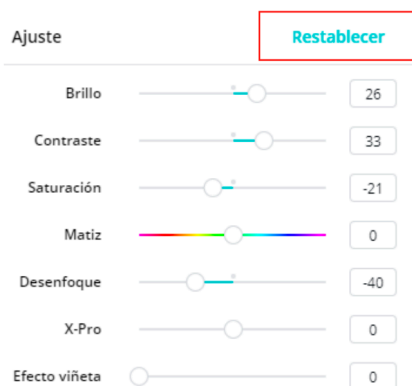 Ajuste Restablecer
Brillo 26
Contraste 33
Saturación -21
Matiz 0
Desenfoque -40
X-Pro 0
Efecto viñeta 0